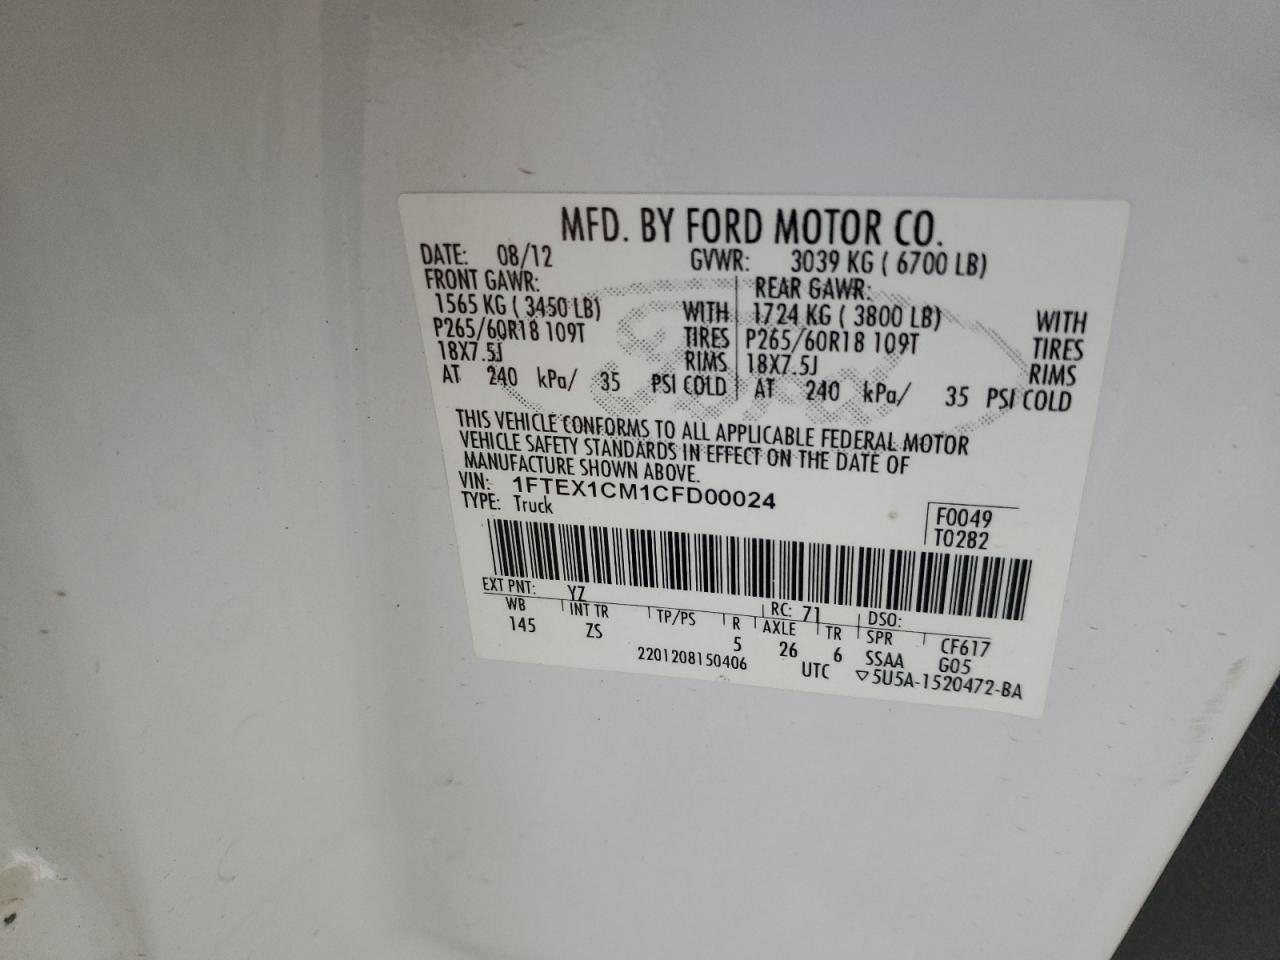 MFD. BY FORD MOTOR CO.
DATE: 08/12 GVWR: 3039 KG ( 6700 LB)
FRONT GAWR: REAR GAWR:
1565 KG ( 3450 LB) WITH 1724 KG ( 3800 LB) WITH
P265/60R18 109T TIRES P265/60R18 109T TIRES
18X7.5J RIMS 18X7.5J RIMS
AT 240 kPa/ 35 PSI COLD AT 240 kPa/ 35 PSI COLD
THIS VEHICLE CONFORMS TO ALL APPLICABLE FEDERAL MOTOR
VEHICLE SAFETY STANDARDS IN EFFECT ON THE DATE OF
MANUFACTURE SHOWN ABOVE.
VIN: 1FTEX1CM1CFD00024
TYPE: Truck
F0049
T0282
EXT PNT: YZ RC: 71 DSO:
WB INT TR TP/PS R AXLE TR SPR CF617
145 ZS 5 26 6 SSAA G05
2201208150406 UTC ▽5U5A-1520472-BA
Ford